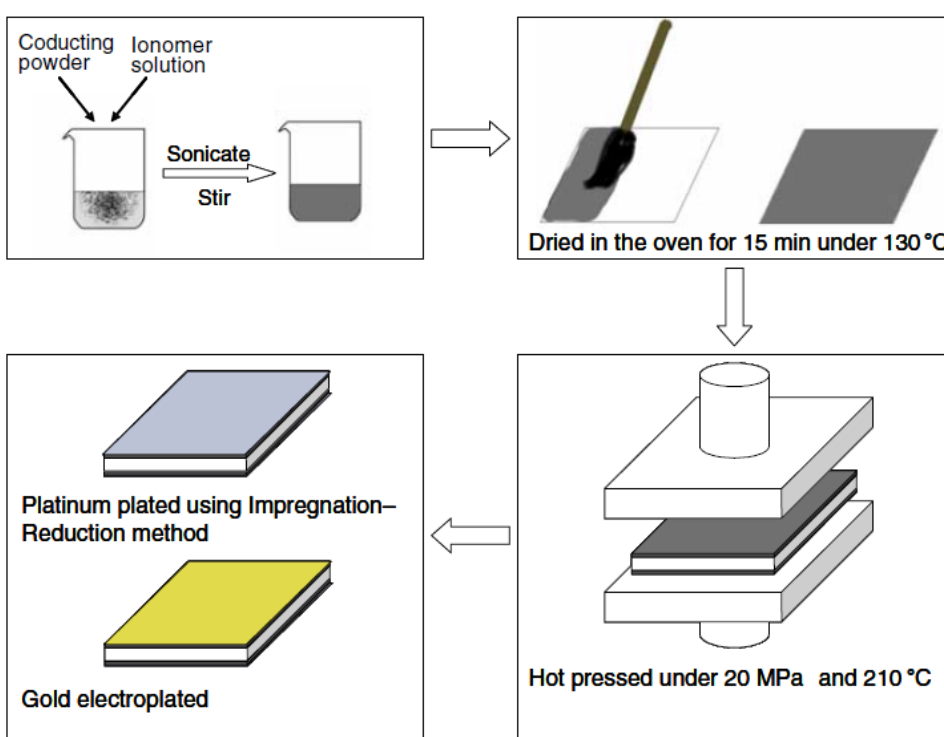 Coducting
powder
Ionomer
solution
Sonicate
Stir
Dried in the oven for 15 min under 130 °C
Hot pressed under 20 MPa and 210 °C
Platinum plated using Impregnation–
Reduction method
Gold electroplated